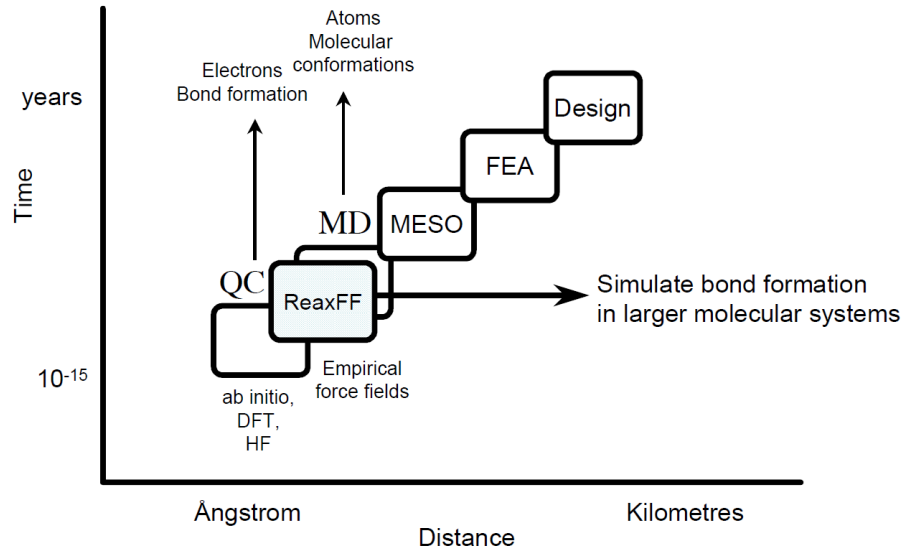 Atoms
Molecular
conformations
Electrons
Bond formation
years
Design
FEA
Time
MD
MESO
QC
ReaxFF
Simulate bond formation
in larger molecular systems
10-15
Empirical
force fields
ab initio,
DFT,
HF
Ångstrom
Kilometres
Distance